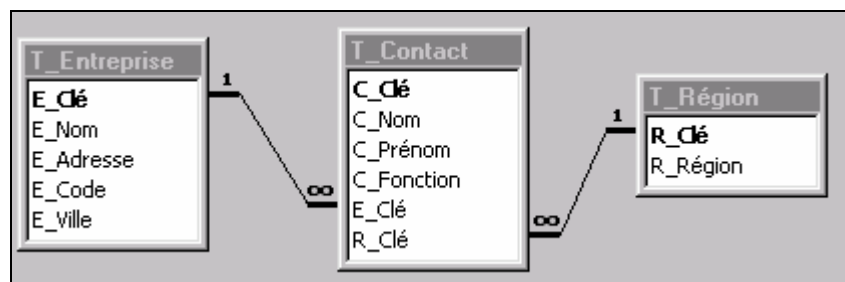 T_Entreprise
E_Clé
E_Nom
E_Adresse
E_Code
E_Ville
1
∞
T_Contact
C_Clé
C_Nom
C_Prénom
C_Fonction
E_Clé
R_Clé
∞
1
T_Région
R_Clé
R_Région